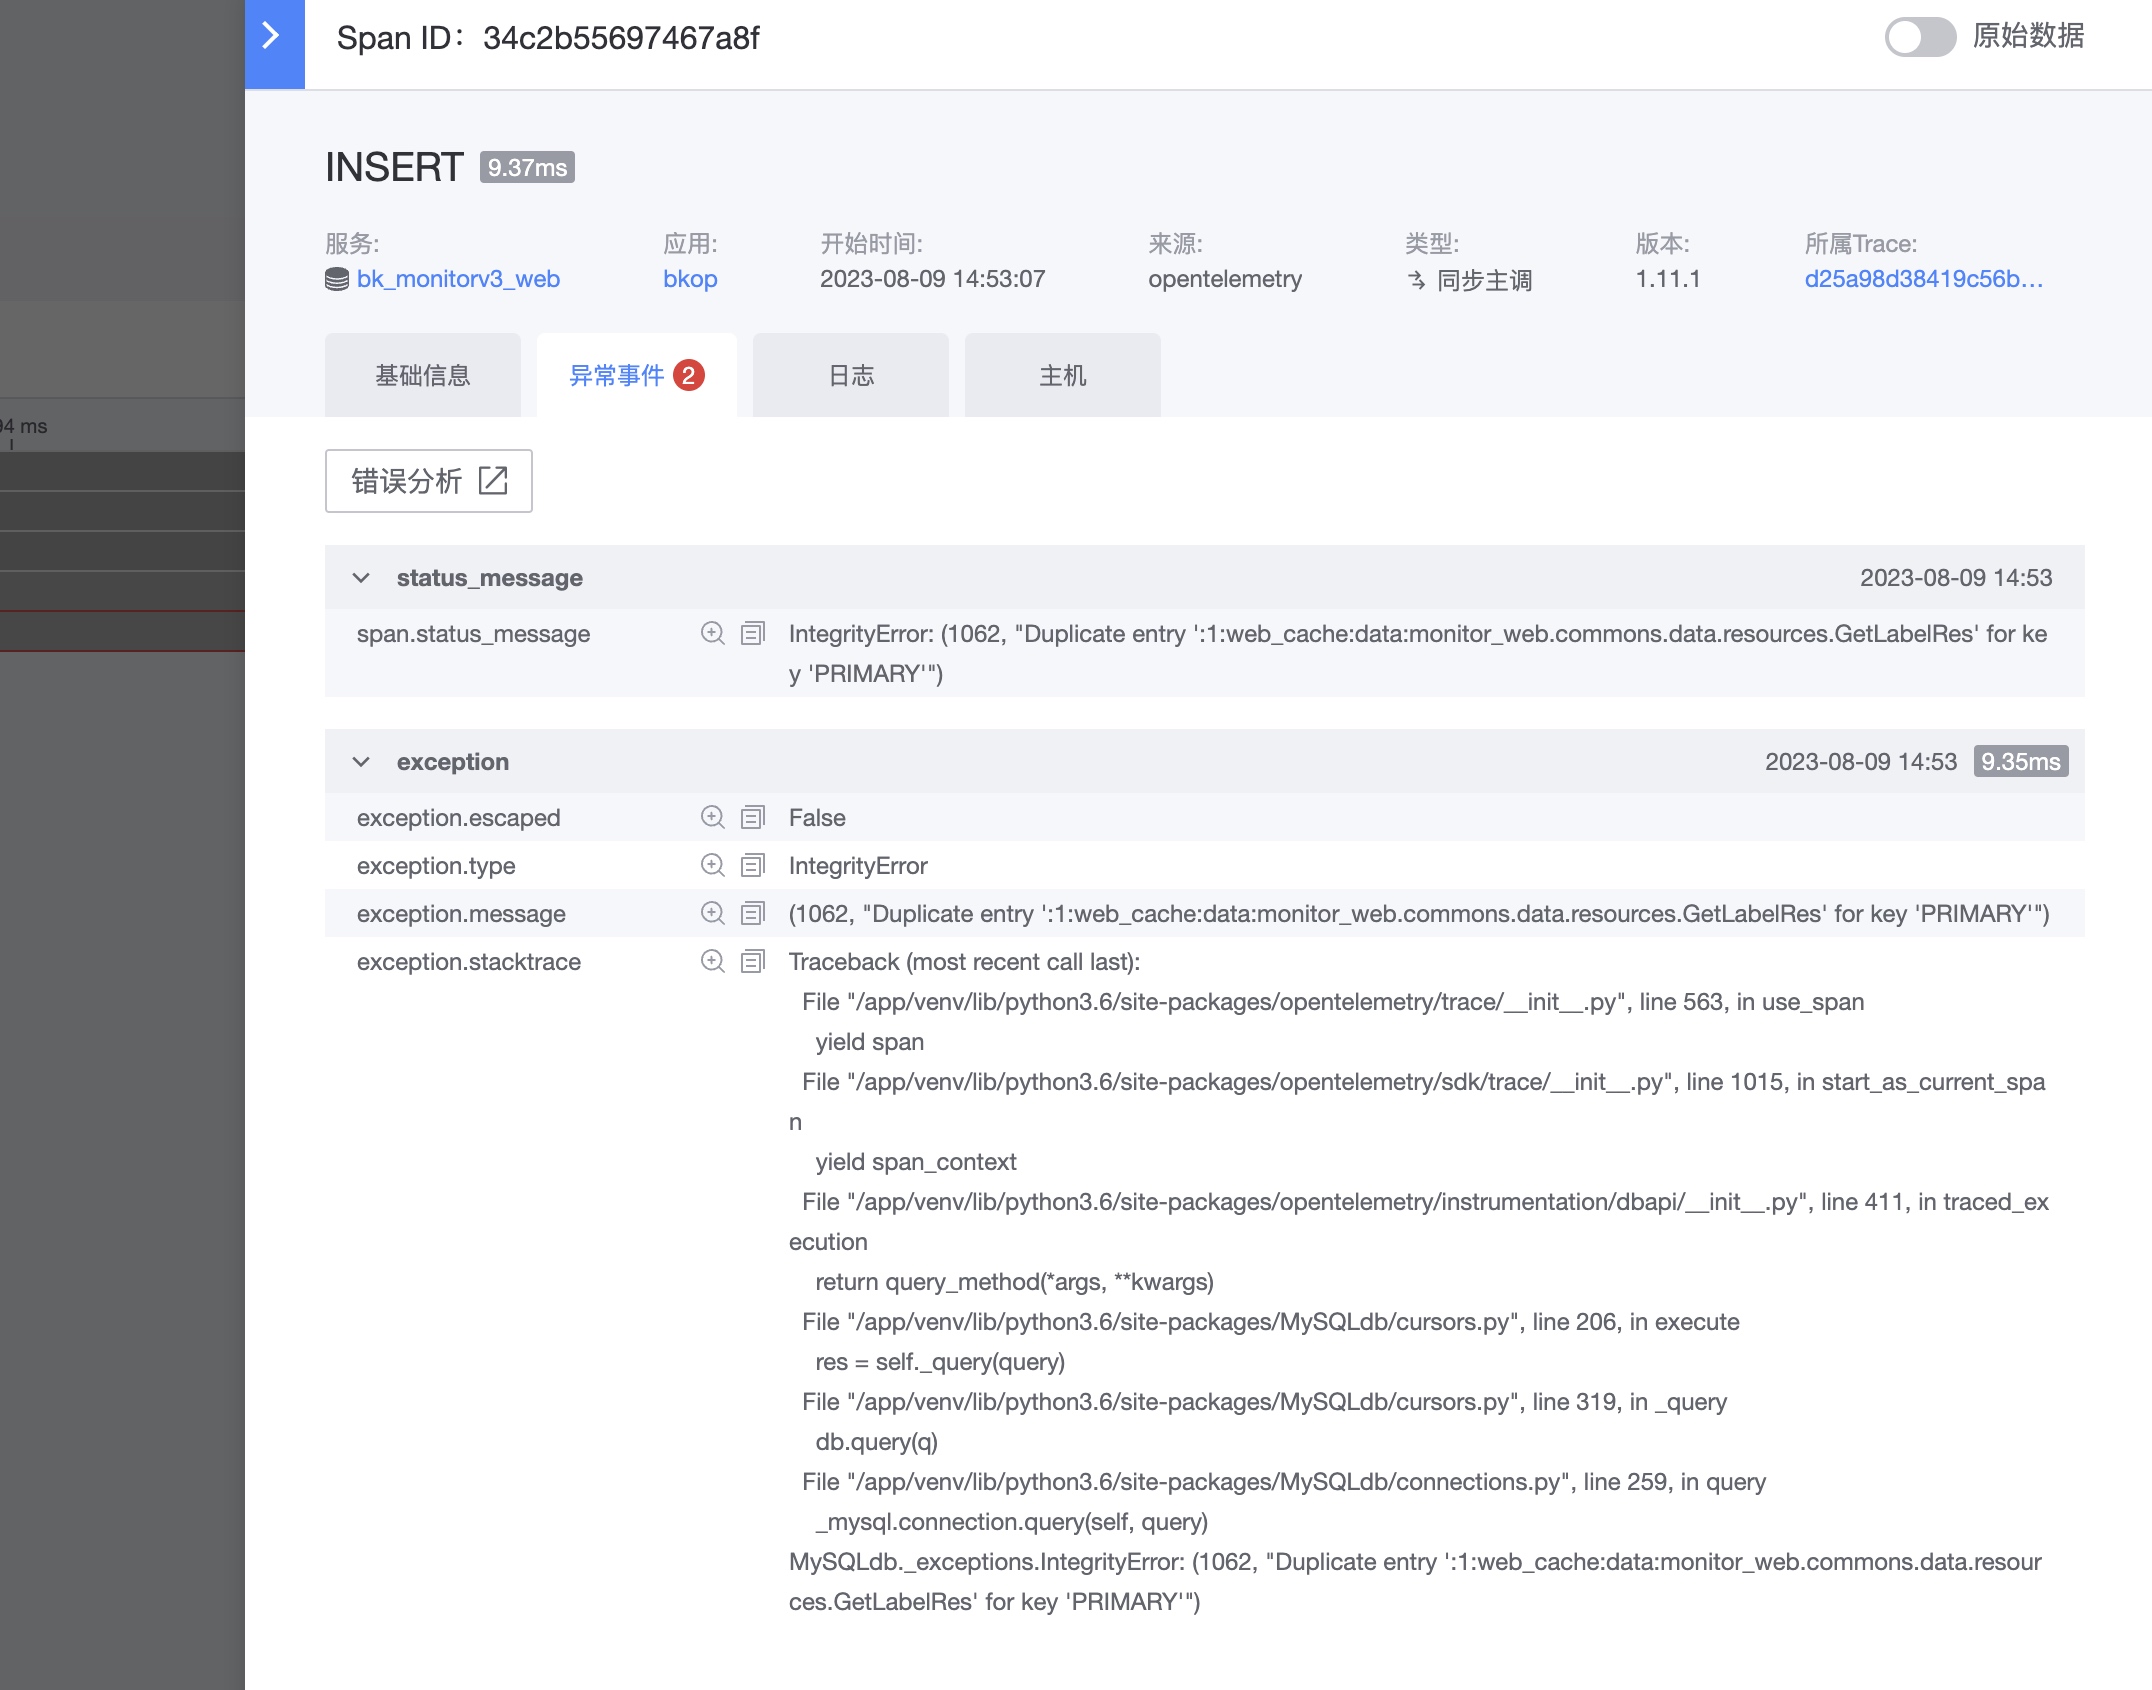 Span ID：34c2b55697467a8f
原始数据
INSERT 9.37ms
服务: 应用: 开始时间: 来源: 类型: 版本: 所属Trace:
bk_monitorv3_web bkop 2023-08-09 14:53:07 opentelemetry 同步主调 1.11.1 d25a98d38419c56b...
基础信息 异常事件 2 日志 主机
94 ms
错误分析
status_message 2023-08-09 14:53
span.status_message IntegrityError: (1062, "Duplicate entry ':1:web_cache:data:monitor_web.commons.data.resources.GetLabelRes' for ke
y 'PRIMARY'")
exception 2023-08-09 14:53 9.35ms
exception.escaped False
exception.type IntegrityError
exception.message (1062, "Duplicate entry ':1:web_cache:data:monitor_web.commons.data.resources.GetLabelRes' for key 'PRIMARY'")
exception.stacktrace Traceback (most recent call last):
File "/app/venv/lib/python3.6/site-packages/opentelemetry/trace/__init__.py", line 563, in use_span
yield span
File "/app/venv/lib/python3.6/site-packages/opentelemetry/sdk/trace/__init__.py", line 1015, in start_as_current_spa
n
yield span_context
File "/app/venv/lib/python3.6/site-packages/opentelemetry/instrumentation/dbapi/__init__.py", line 411, in traced_ex
ecution
return query_method(*args, **kwargs)
File "/app/venv/lib/python3.6/site-packages/MySQLdb/cursors.py", line 206, in execute
res = self._query(query)
File "/app/venv/lib/python3.6/site-packages/MySQLdb/cursors.py", line 319, in _query
db.query(q)
File "/app/venv/lib/python3.6/site-packages/MySQLdb/connections.py", line 259, in query
_mysql.connection.query(self, query)
MySQLdb._exceptions.IntegrityError: (1062, "Duplicate entry ':1:web_cache:data:monitor_web.commons.data.resour
ces.GetLabelRes' for key 'PRIMARY'")